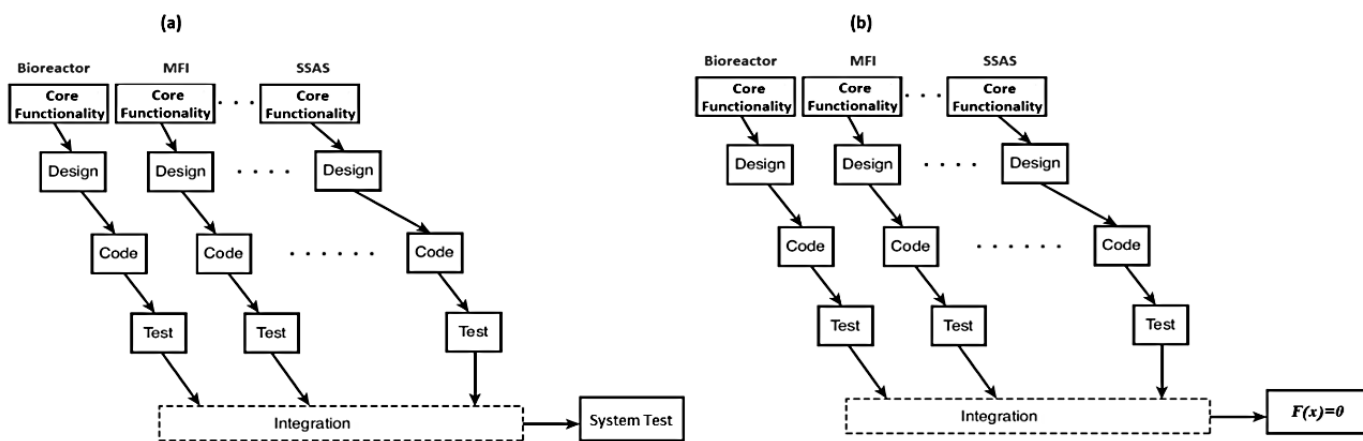 (a)
Bioreactor MFI SSAS
Core Functionality Core Functionality . . . Core Functionality
Design Design . . . . Design
Code Code . . . . . . Code
Test Test Test
Integration
System Test
(b)
Bioreactor MFI SSAS
Core Functionality Core Functionality . . . Core Functionality
Design Design . . . . Design
Code Code . . . . . . Code
Test Test Test
Integration
F(x)=0